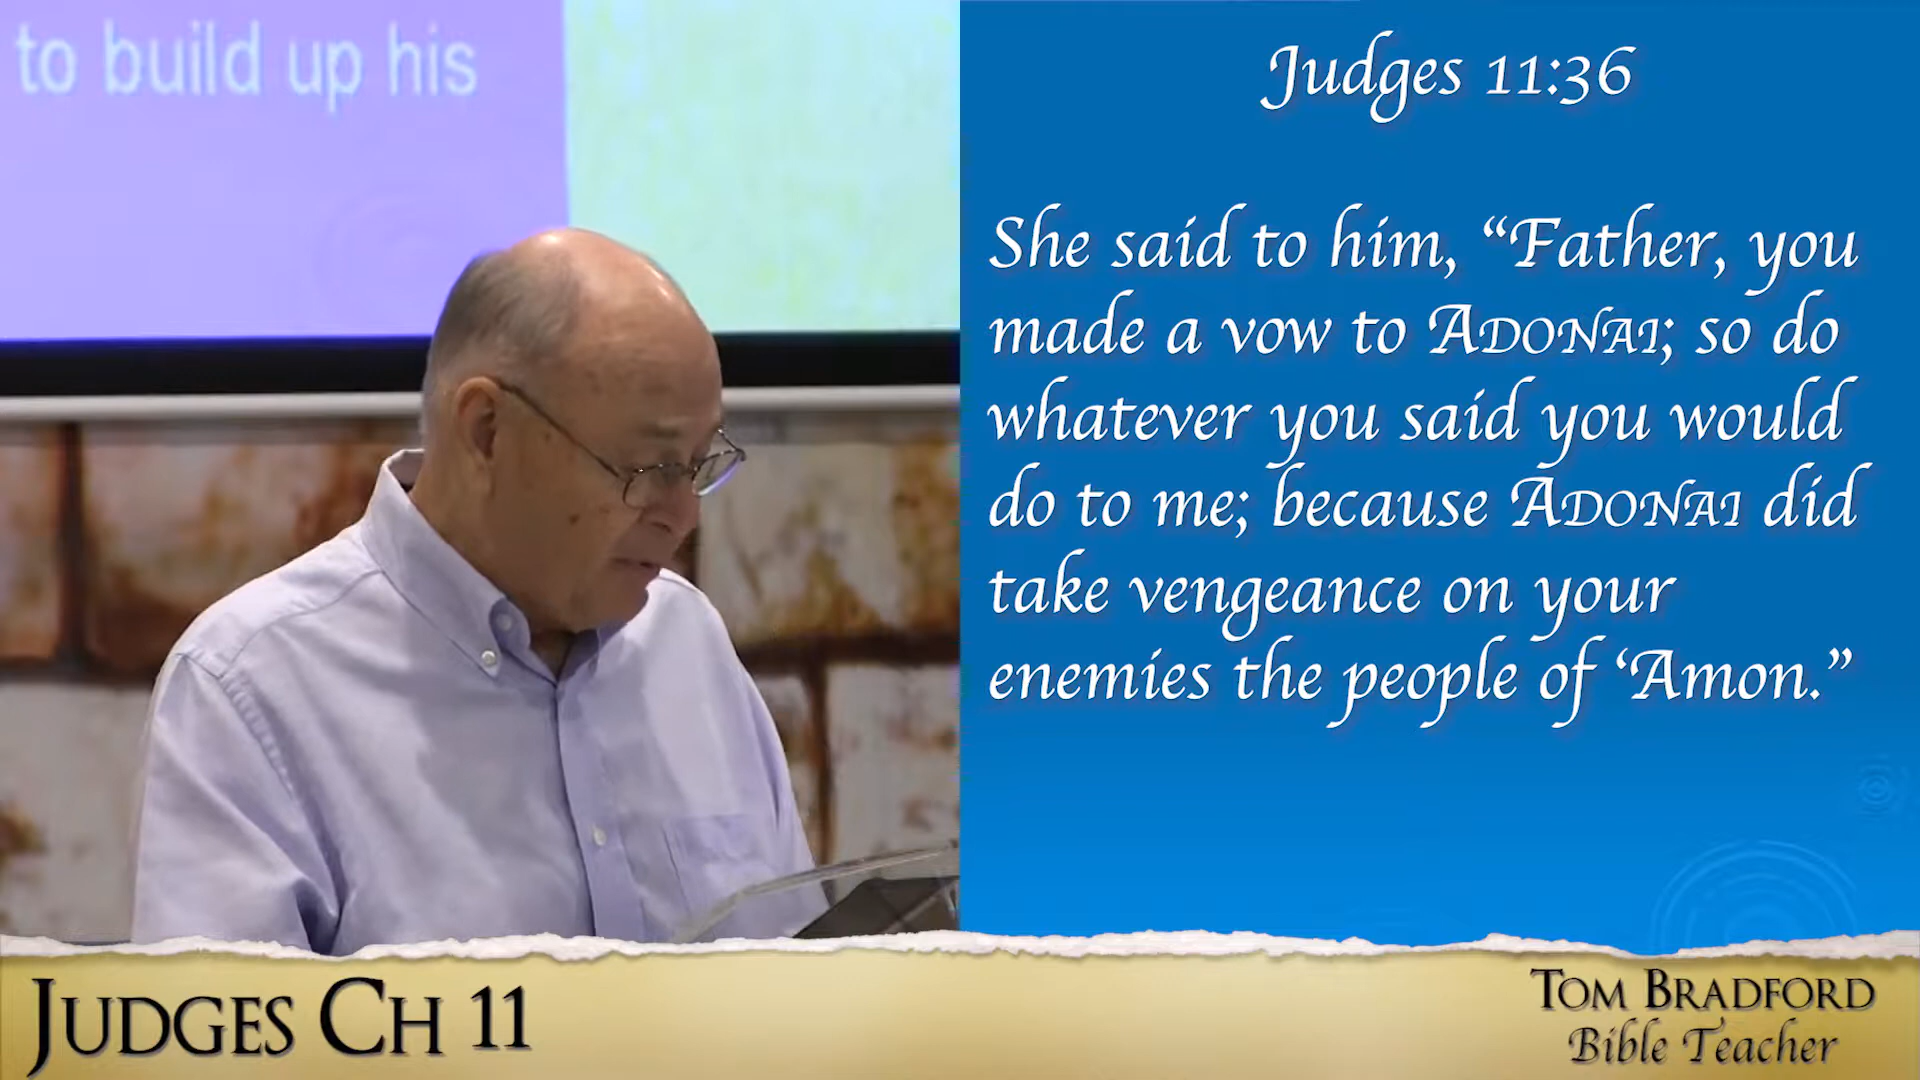 to build up his
Judges 11:36
She said to him, “Father, you
made a vow to ADONAI; so do
whatever you said you would
do to me; because ADONAI did
take vengeance on your
enemies the people of ‘Amon.”
JUDGES CH 11
TOM BRADFORD
Bible Teacher